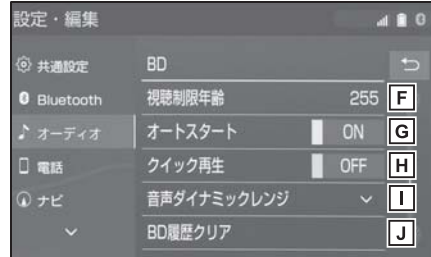 設定・編集
共通設定
Bluetooth
オーディオ
電話
ナビ
BD
視聴制限年齢 255 F
オートスタート ON G
クイック再生 OFF H
音声ダイナミックレンジ I
BD履歴クリア J